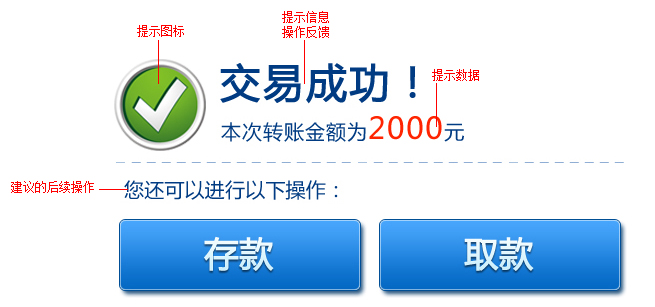 提示图标
提示信息
操作反馈
交易成功！
提示数据
本次转账金额为2000元
建议的后续操作
您还可以进行以下操作：
存款
取款